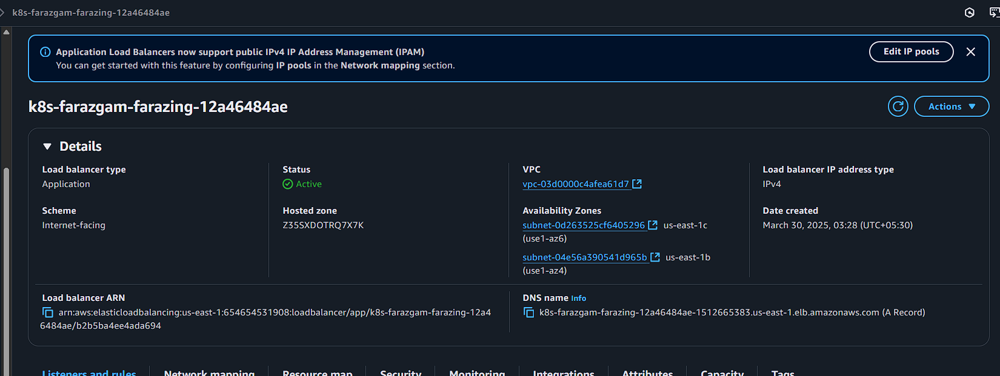 k8s-farazgam-farazing-12a46484ae
Application Load Balancers now support public IPv4 IP Address Management (IPAM)
You can get started with this feature by configuring IP pools in the Network mapping section.
Edit IP pools
k8s-farazgam-farazing-12a46484ae
Actions
Details
Load balancer type
Application
Status
Active
VPC
vpc-03d0000c4afea61d7
Load balancer IP address type
IPv4
Scheme
Internet-facing
Hosted zone
Z35SXDOTRQ7X7K
Availability Zones
subnet-0d263525cf6405296 us-east-1c
(use1-az6)
subnet-04e56a390541d965b us-east-1b
(use1-az4)
Date created
March 30, 2025, 03:28 (UTC+05:30)
Load balancer ARN
arn:aws:elasticloadbalancing:us-east-1:654654531908:loadbalancer/app/k8s-farazgam-farazing-12a4
6484ae/b2b5ba4ee4ada694
DNS name Info
k8s-farazgam-farazing-12a46484ae-1512665383.us-east-1.elb.amazonaws.com (A Record)
Listeners and rules Network mapping Resource map Security Monitoring Integrations Attributes Capacity Tags